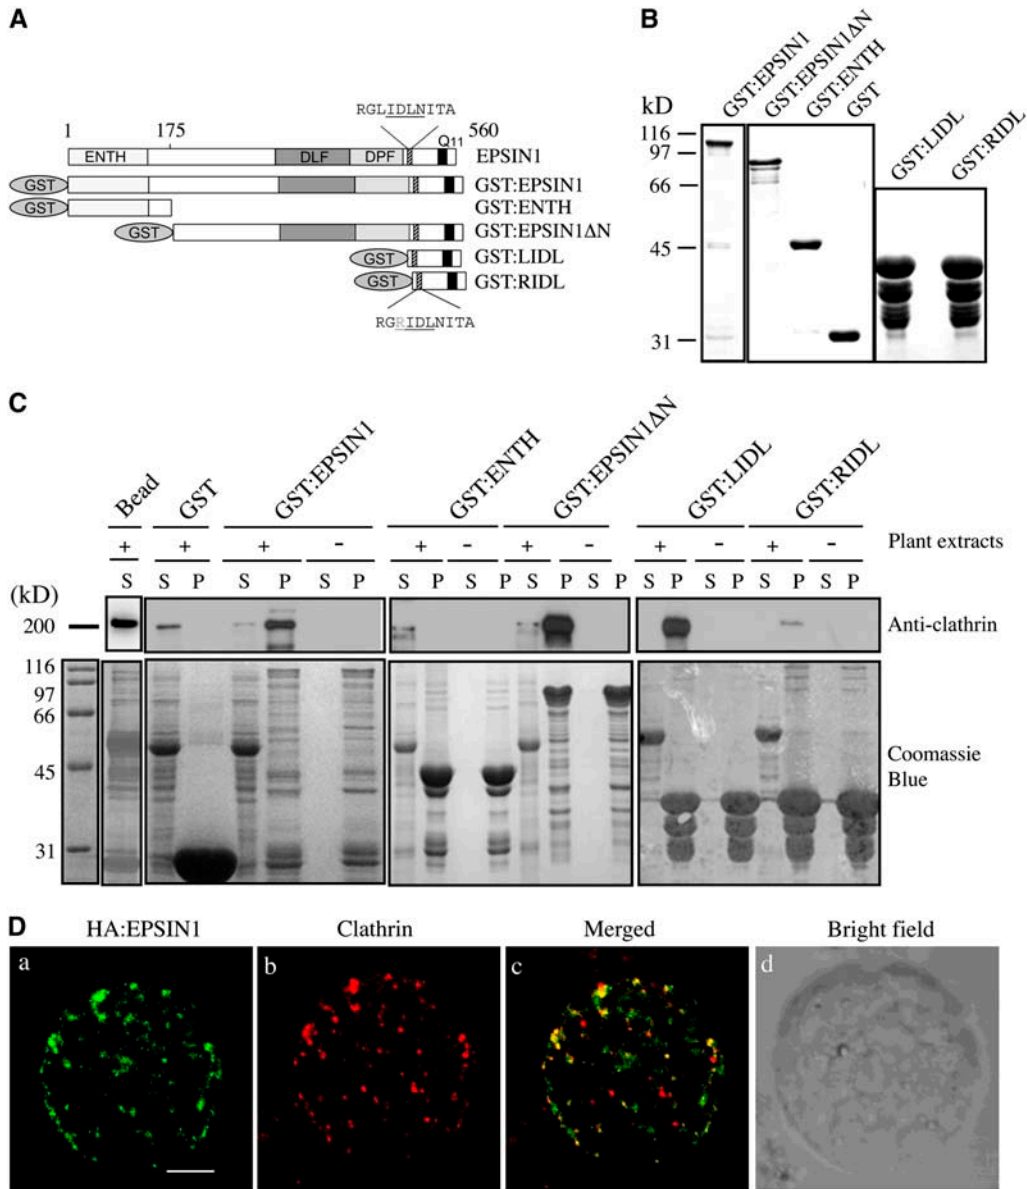 A
RGLIDLNITA
1 175 Q11 560
ENTH DLF DPF EPSIN1
GST GST:EPSIN1
GST GST:ENTH
GST GST:EPSIN1ΔN
GST GST:LIDL
GST GST:RIDL
RGRIDLNITA
B
kD
GST:EPSIN1
GST:EPSIN1ΔN
GST:ENTH
GST
GST:LIDL
GST:RIDL
116
97
66
45
31
C
Bead
GST
GST:EPSIN1
GST:ENTH
GST:EPSIN1ΔN
GST:LIDL
GST:RIDL
+ + + - + - + - + - + - Plant extracts
S S P S P S P S P S P S P S P S P S P S P S P
(kD)
200 Anti-clathrin
116
97
66
45
31
Coomassie
Blue
D HA:EPSIN1 Clathrin Merged Bright field
a b c d